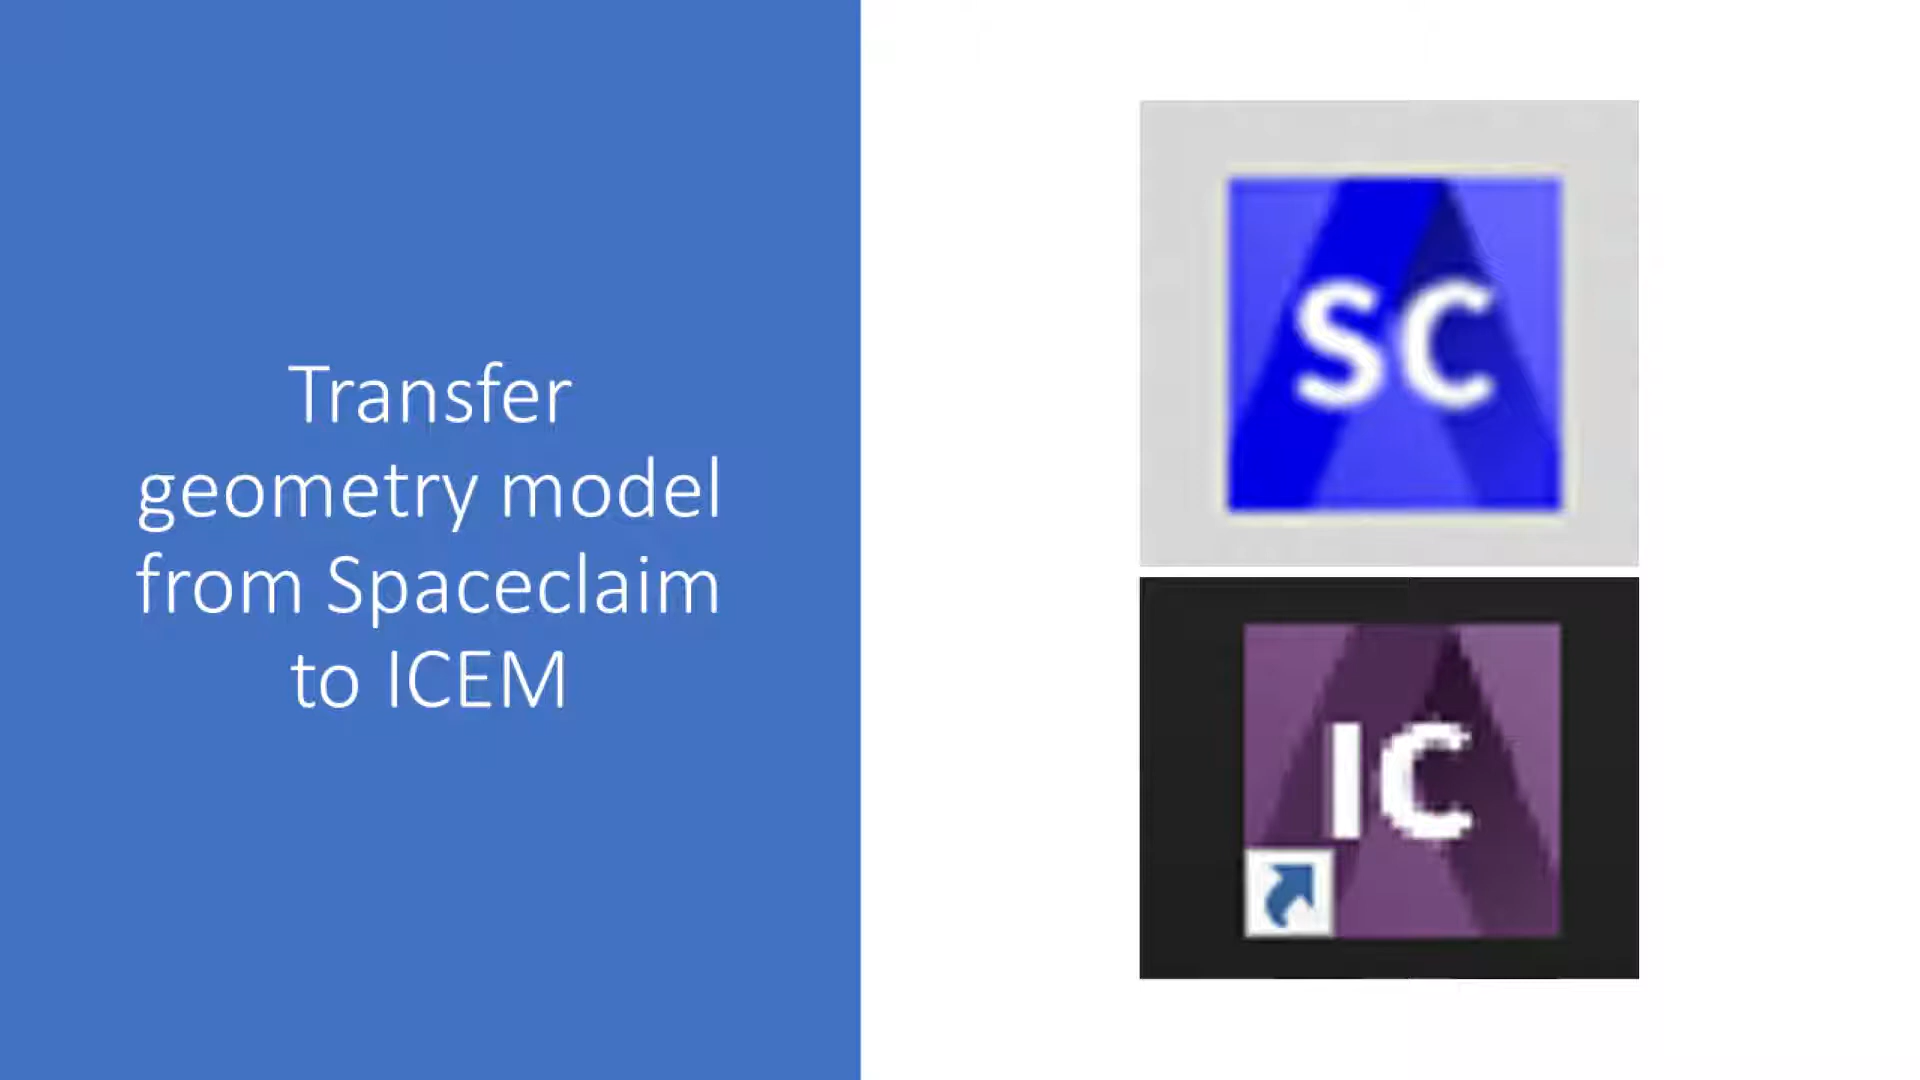 Transfer
geometry model
from Spaceclaim
to ICEM
SC
IC